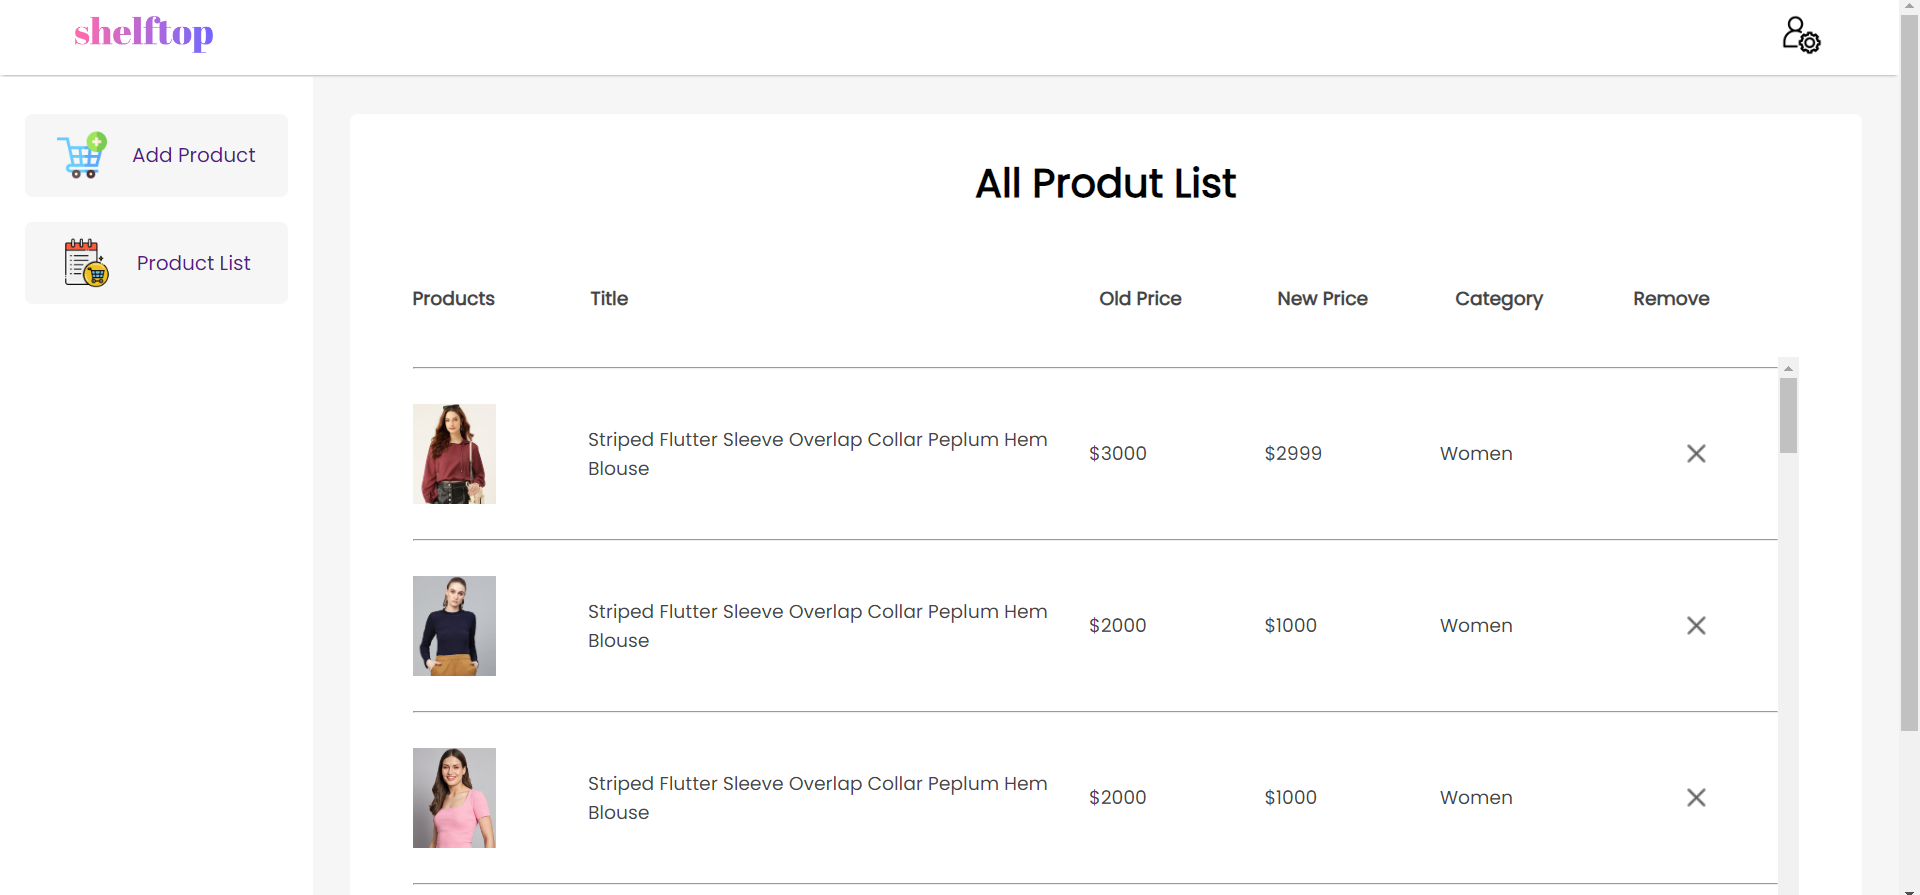 shelftop
Add Product
Product List
All Produt List
Products Title Old Price New Price Category Remove
Striped Flutter Sleeve Overlap Collar Peplum Hem
Blouse
$3000 $2999 Women
Striped Flutter Sleeve Overlap Collar Peplum Hem
Blouse
$2000 $1000 Women
Striped Flutter Sleeve Overlap Collar Peplum Hem
Blouse
$2000 $1000 Women